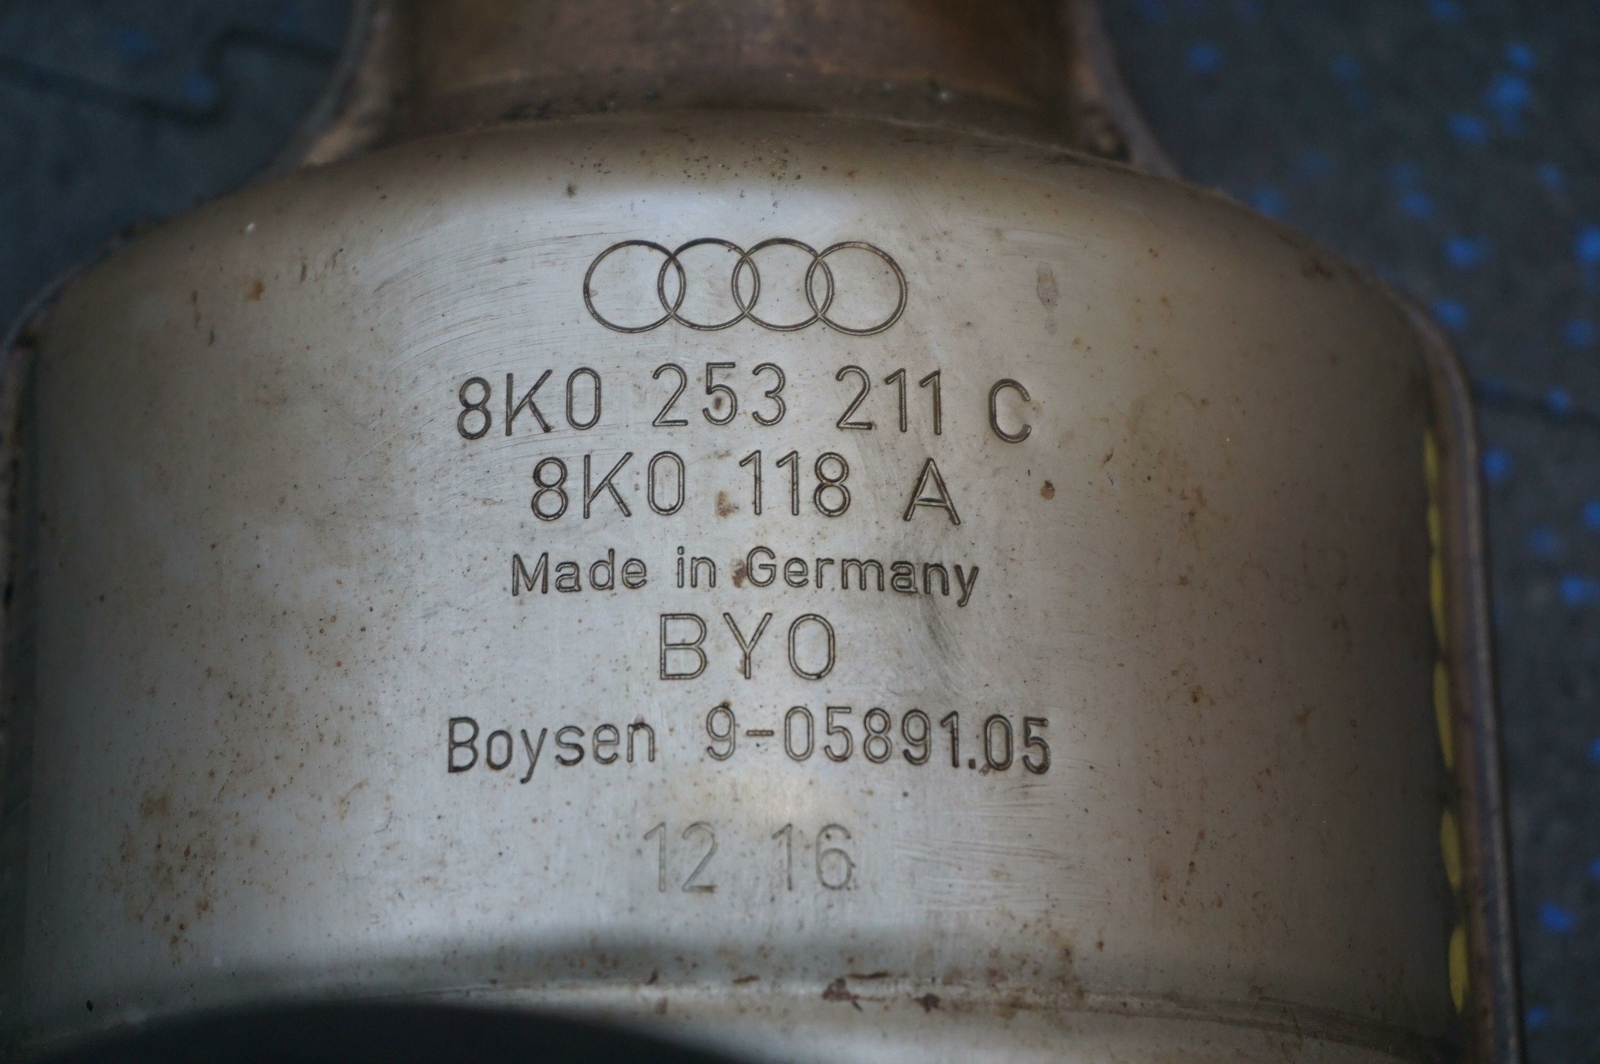 8K0 253 211 C
8K0 118 A
Made in Germany
BYO
Boysen 9-05891.05
12 16